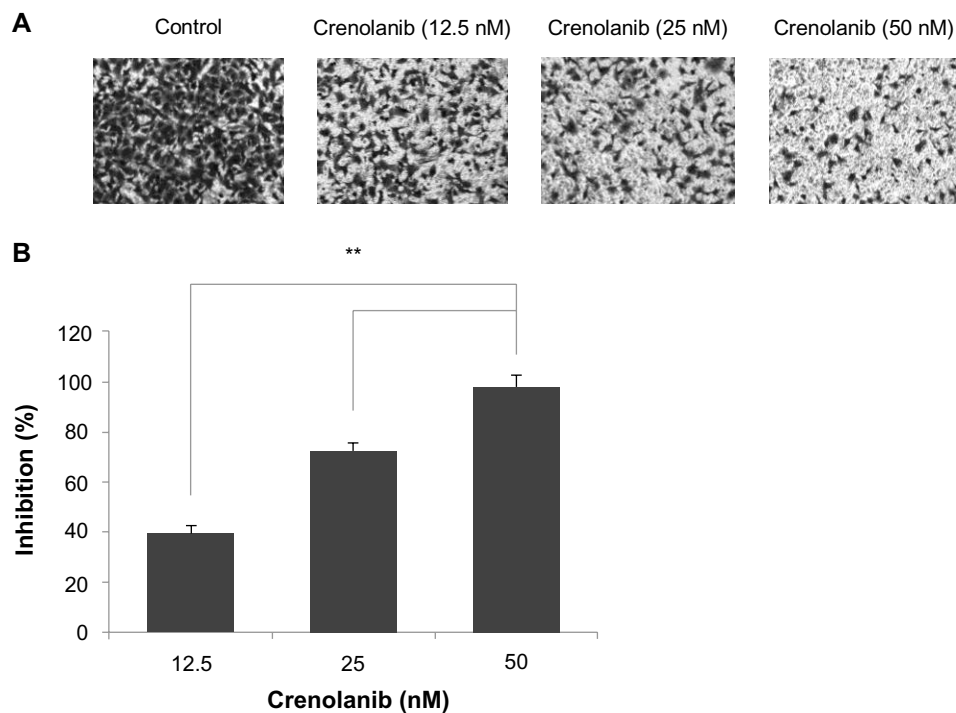 A
Control
Crenolanib (12.5 nM)
Crenolanib (25 nM)
Crenolanib (50 nM)
B
**
120
100
80
60
40
20
0
Inhibition (%)
12.5
25
50
Crenolanib (nM)